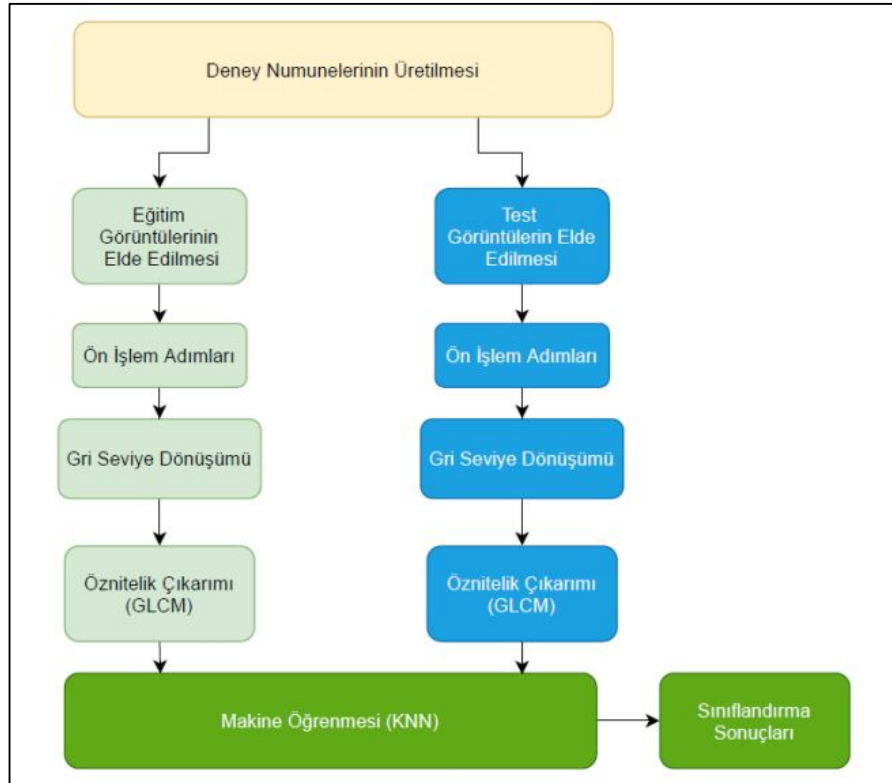 Deney Numunelerinin Üretilmesi
Eğitim
Görüntülerinin
Elde Edilmesi
Test
Görüntülerin Elde
Edilmesi
Ön İşlem Adımları
Ön İşlem Adımları
Gri Seviye Dönüşümü
Gri Seviye Dönüşümü
Öznitelik Çıkarımı
(GLCM)
Öznitelik Çıkarımı
(GLCM)
Makine Öğrenmesi (KNN)
Sınıflandırma
Sonuçları